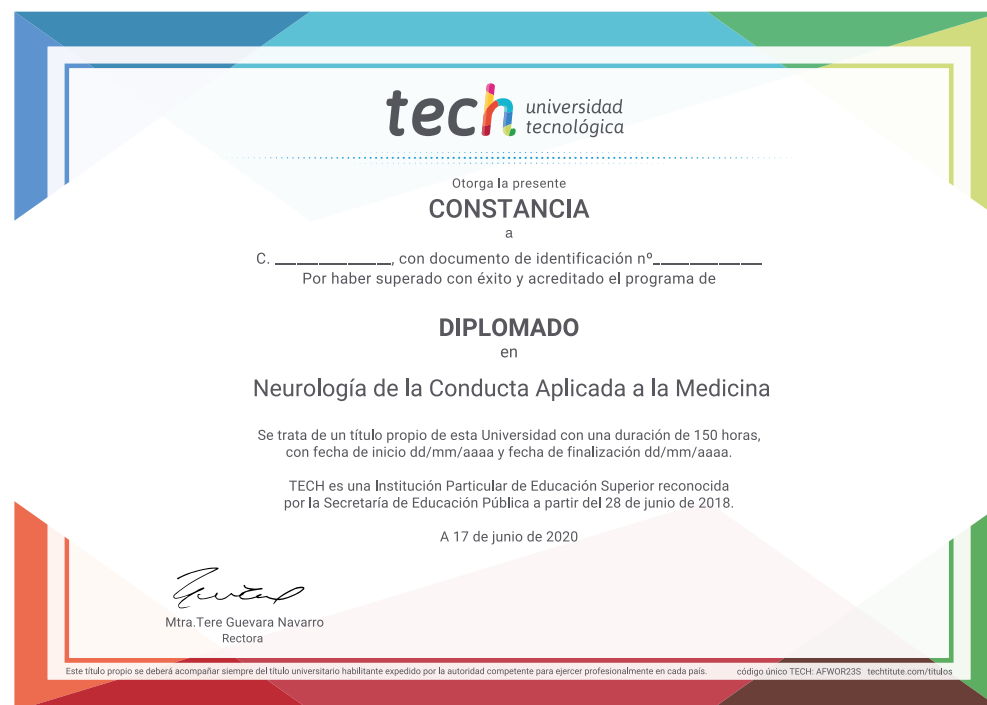 tech universidad
tecnológica
Otorga la presente
CONSTANCIA
a
C. ______________, con documento de identificación nº_____________
Por haber superado con éxito y acreditado el programa de
DIPLOMADO
en
Neurología de la Conducta Aplicada a la Medicina
Se trata de un título propio de esta Universidad con una duración de 150 horas,
con fecha de inicio dd/mm/aaaa y fecha de finalización dd/mm/aaaa.
TECH es una Institución Particular de Educación Superior reconocida
por la Secretaría de Educación Pública a partir del 28 de junio de 2018.
A 17 de junio de 2020
Mtra.Tere Guevara Navarro
Rectora
Este título propio se deberá acompañar siempre del título universitario habilitante expedido por la autoridad competente para ejercer profesionalmente en cada país. código único TECH: AFWOR23S techtitute.com/titulos